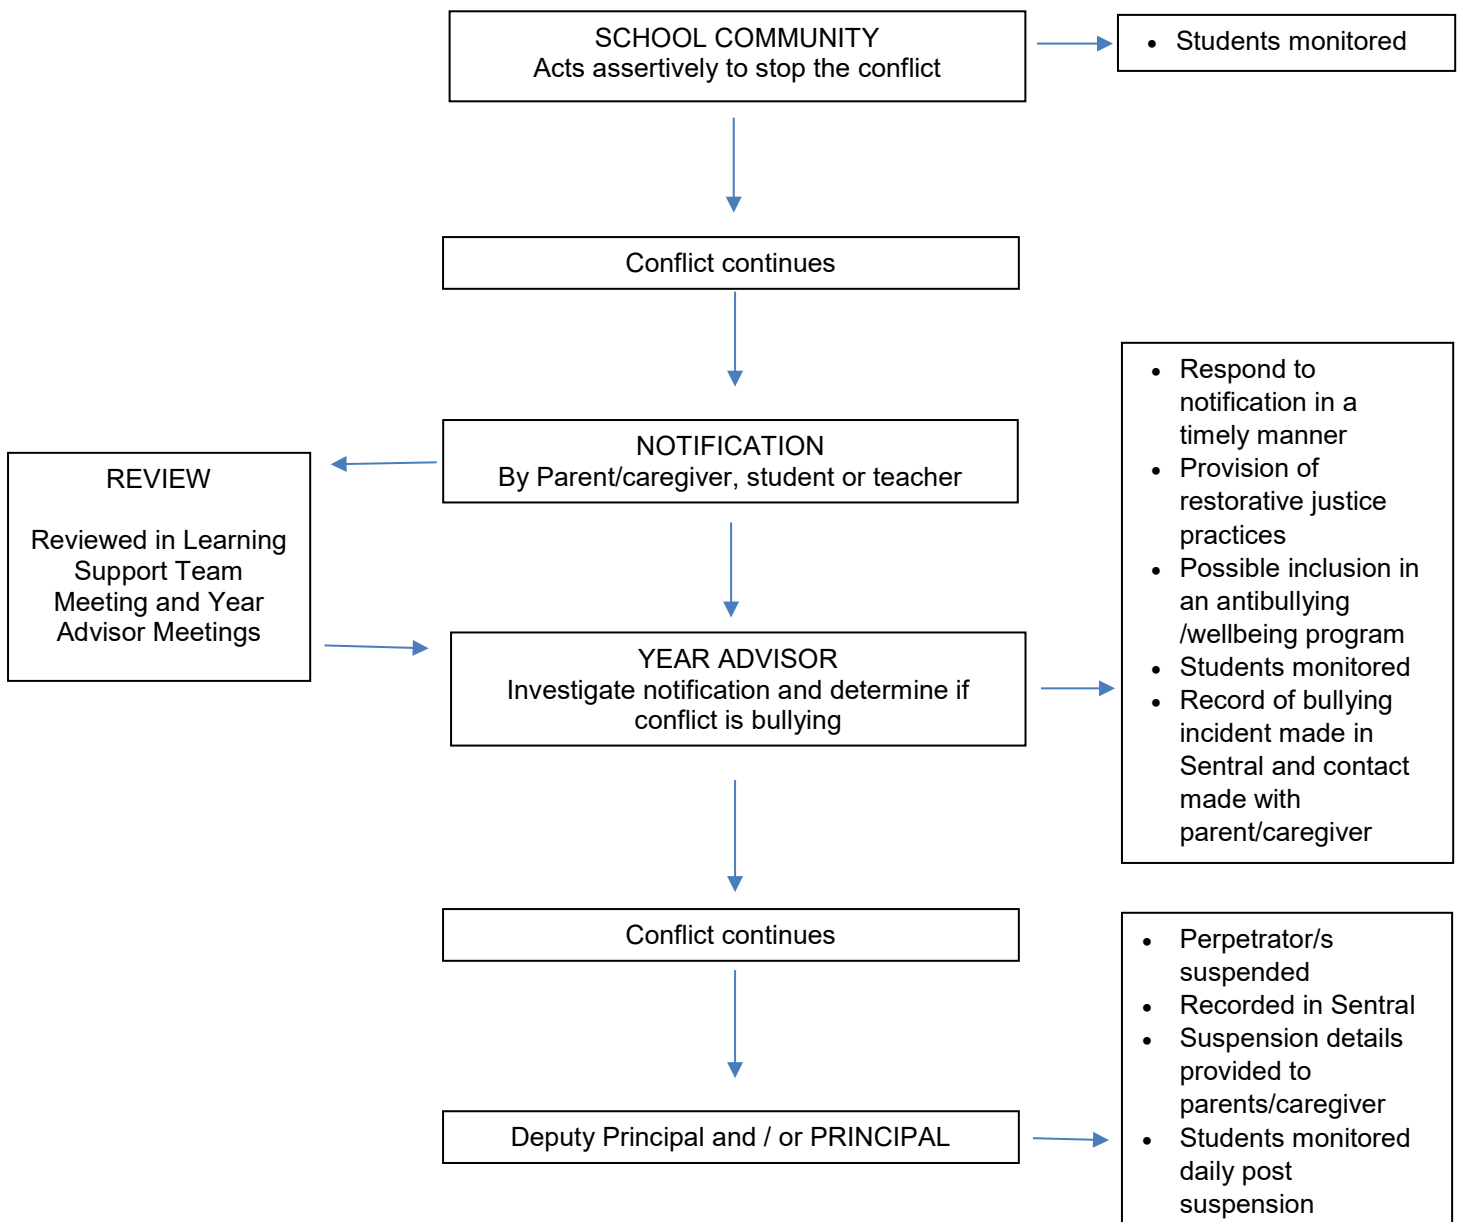 SCHOOL COMMUNITY
Acts assertively to stop the conflict
• Students monitored
Conflict continues
NOTIFICATION
By Parent/caregiver, student or teacher
REVIEW
Reviewed in Learning
Support Team
Meeting and Year
Advisor Meetings
YEAR ADVISOR
Investigate notification and determine if
conflict is bullying
• Respond to
notification in a
timely manner
• Provision of
restorative justice
practices
• Possible inclusion in
an antibullying
/wellbeing program
• Students monitored
• Record of bullying
incident made in
Sentral and contact
made with
parent/caregiver
Conflict continues
Deputy Principal and / or PRINCIPAL
• Perpetrator/s
suspended
• Recorded in Sentral
• Suspension details
provided to
parents/caregiver
• Students monitored
daily post
suspension